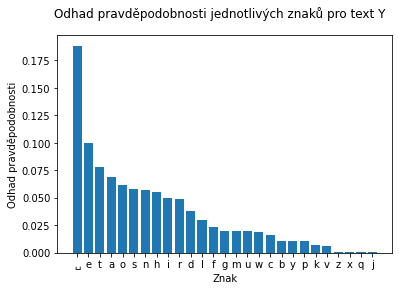 Odhad pravděpodobnosti jednotlivých znaků pro text Y
Odhad pravděpodobnosti
0.175
0.150
0.125
0.100
0.075
0.050
0.025
0.000
␣ e t a o s n h i r d l f g m u w c b y p k v z x q j
Znak